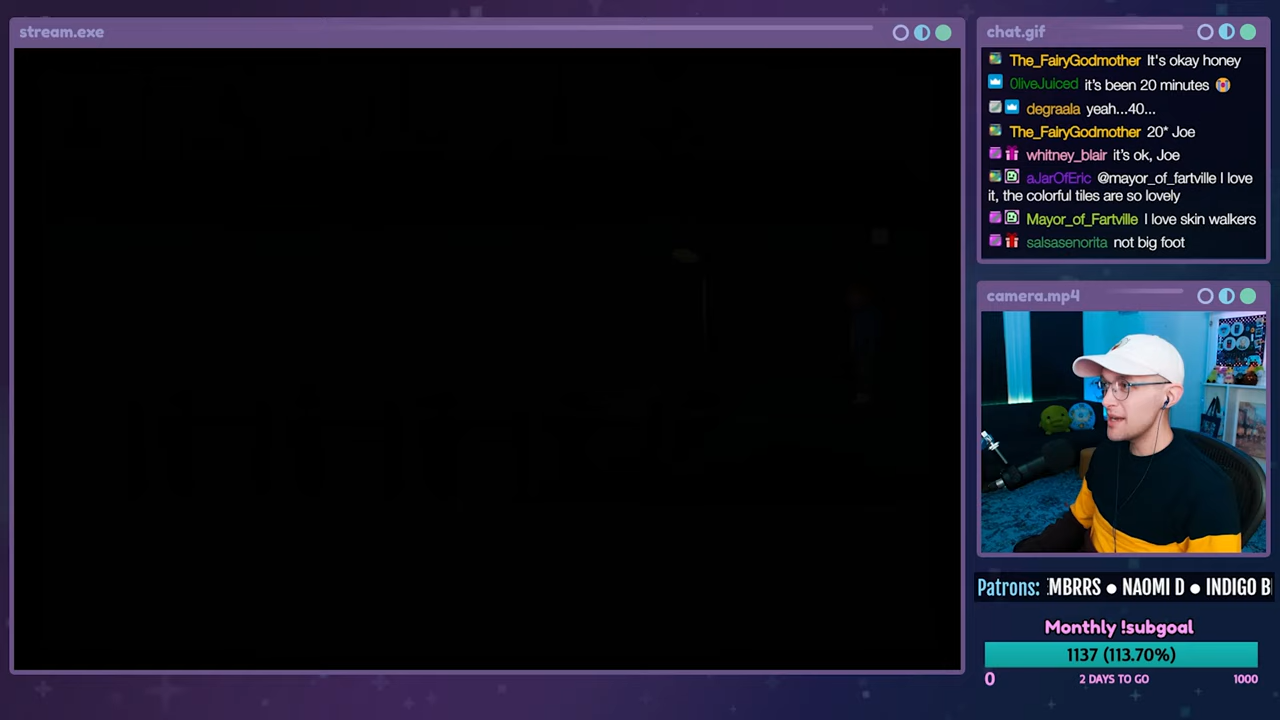 stream.exe
chat.gif
The_FairyGodmother It's okay honey
0liveJuiced it's been 20 minutes
degraala yeah...40...
The_FairyGodmother 20* Joe
whitney_blair it's ok, Joe
aJarOfEric @mayor_of_fartville I love
it, the colorful tiles are so lovely
Mayor_of_Fartville I love skin walkers
salsasenorita not big foot
camera.mp4
Patrons: MBRRS ● NAOMI D ● INDIGO B
Monthly !subgoal
1137 (113.70%)
0 2 DAYS TO GO 1000